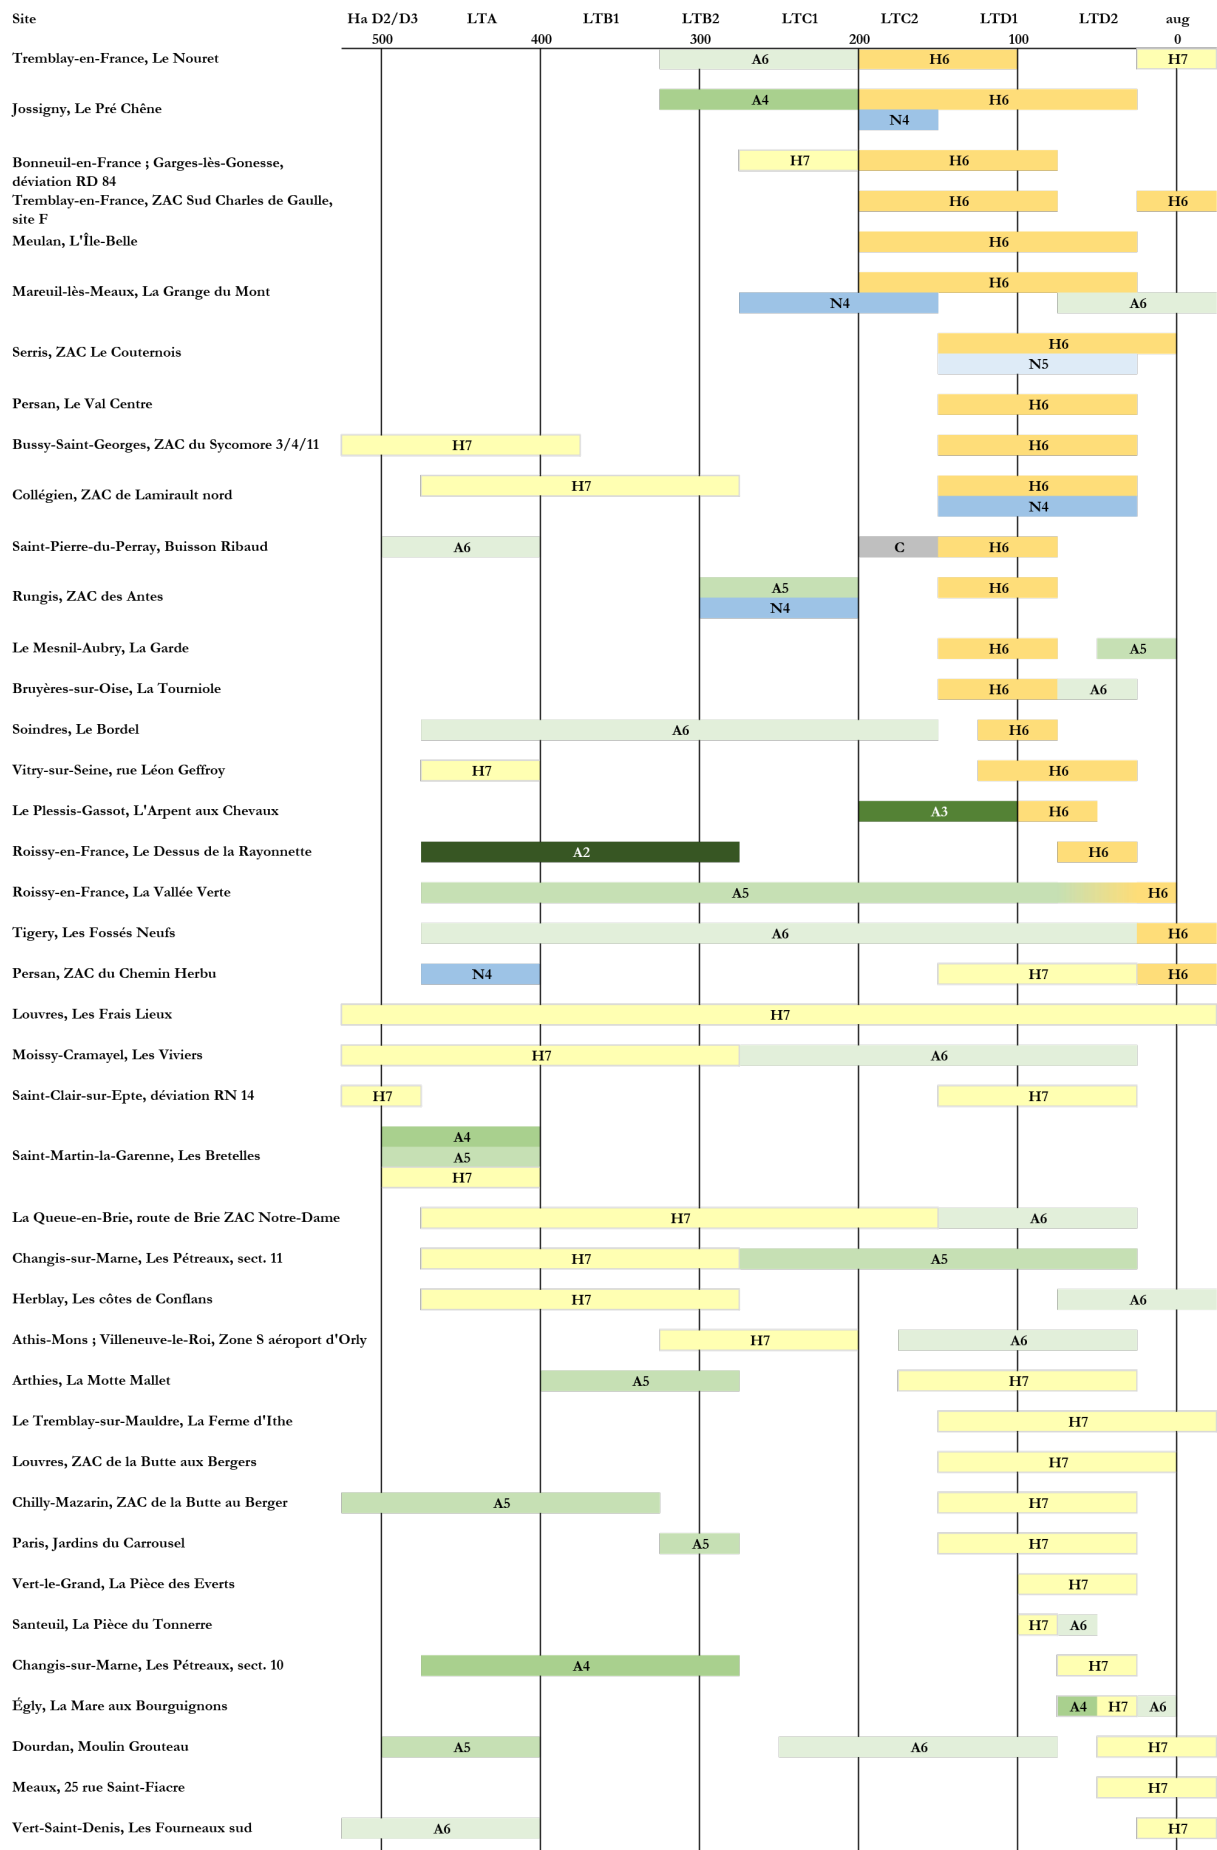 Site Ha D2/D3 LTA LTB1 LTB2 LTC1 LTC2 LTD1 LTD2 aug
500 400 300 200 100 0
Tremblay-en-France, Le Nouret A6 H6 H7
Jossigny, Le Pré Chêne A4 H6
N4
Bonneuil-en-France ; Garges-lès-Gonesse, H7 H6
déviation RD 84
Tremblay-en-France, ZAC Sud Charles de Gaulle, H6 H6
site F
Meulan, L'Île-Belle H6
Mareuil-lès-Meaux, La Grange du Mont H6
N4 A6
Serris, ZAC Le Couternois H6
N5
Persan, Le Val Centre H6
Bussy-Saint-Georges, ZAC du Sycomore 3/4/11 H7 H6
Collégien, ZAC de Lamirault nord H7 H6
N4
Saint-Pierre-du-Perray, Buisson Ribaud A6 C H6
Rungis, ZAC des Antes A5 H6
N4
Le Mesnil-Aubry, La Garde H6 A5
Bruyères-sur-Oise, La Tourniole H6 A6
Soindres, Le Bordel A6 H6
Vitry-sur-Seine, rue Léon Geffroy H7 H6
Le Plessis-Gassot, L'Arpent aux Chevaux A3 H6
Roissy-en-France, Le Dessus de la Rayonnette A2 H6
Roissy-en-France, La Vallée Verte A5 H6
Tigery, Les Fossés Neufs A6 H6
Persan, ZAC du Chemin Herbu N4 H7 H6
Louvres, Les Frais Lieux H7
Moissy-Cramayel, Les Viviers H7 A6
Saint-Clair-sur-Epte, déviation RN 14 H7 H7
Saint-Martin-la-Garenne, Les Bretelles A4
A5
H7
La Queue-en-Brie, route de Brie ZAC Notre-Dame H7 A6
Changis-sur-Marne, Les Pétreaux, sect. 11 H7 A5
Herblay, Les côtes de Conflans H7 A6
Athis-Mons ; Villeneuve-le-Roi, Zone S aéroport d'Orly H7 A6
Arthies, La Motte Mallet A5 H7
Le Tremblay-sur-Mauldre, La Ferme d'Ithe H7
Louvres, ZAC de la Butte aux Bergers H7
Chilly-Mazarin, ZAC de la Butte au Berger A5 H7
Paris, Jardins du Carrousel A5 H7
Vert-le-Grand, La Pièce des Everts H7
Santeuil, La Pièce du Tonnerre H7 A6
Changis-sur-Marne, Les Pétreaux, sect. 10 A4 H7
Égly, La Mare aux Bourguignons A4 H7 A6
Dourdan, Moulin Grouteau A5 A6 H7
Meaux, 25 rue Saint-Fiacre H7
Vert-Saint-Denis, Les Fourneaux sud A6 H7